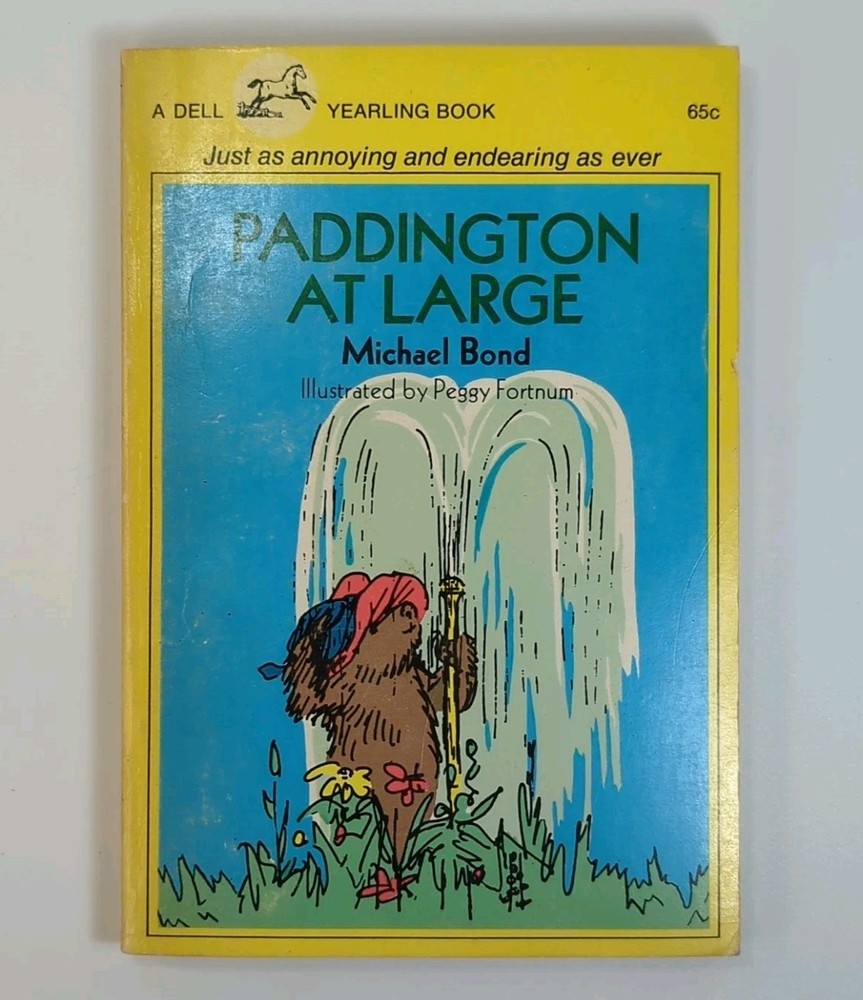 A DELL YEARLING BOOK 65c
Just as annoying and endearing as ever
PADDINGTON
AT LARGE
Michael Bond
Illustrated by Peggy Fortnum